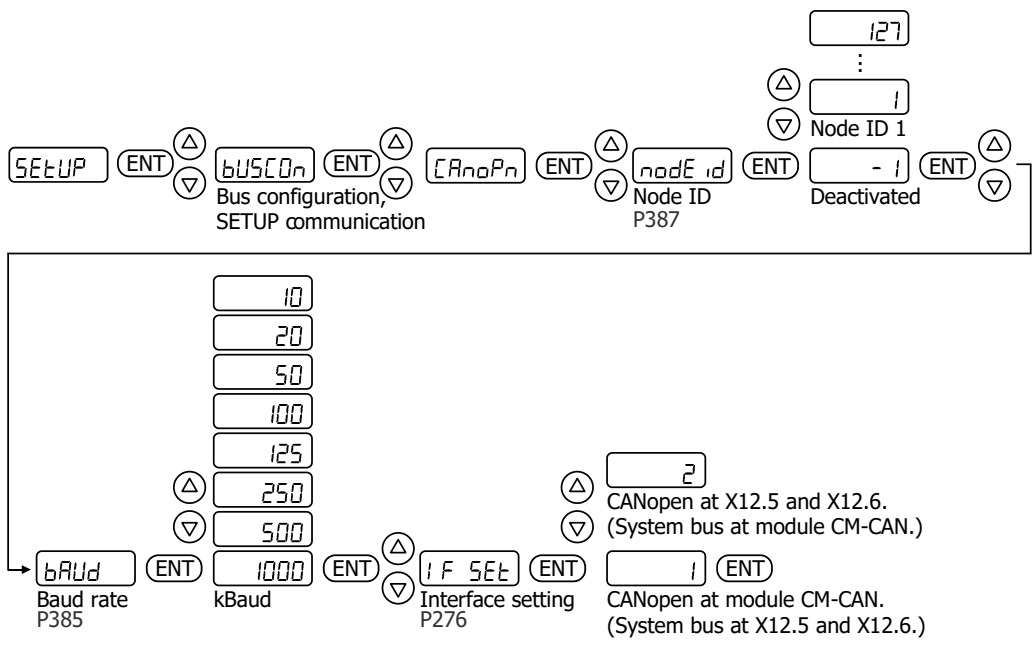 127
⋮
1
Node ID 1
SEtUP ENT bUSCOn ENT CAnoPn ENT nodE id ENT - 1 ENT
Bus configuration,
SETUP communication
Node ID
P387
Deactivated
10
20
50
100
125
250
500
bAUd ENT 1000 ENT I F SEt ENT 1 ENT
Baud rate
P385
kBaud
Interface setting
P276
2
CANopen at X12.5 and X12.6.
(System bus at module CM-CAN.)
CANopen at module CM-CAN.
(System bus at X12.5 and X12.6.)